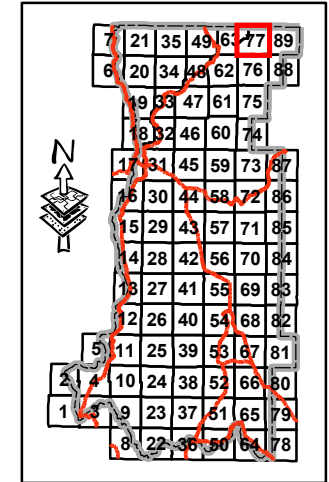 7 21 35 49 63 77 89
6 20 34 48 62 76 88
19 33 47 61 75
18 32 46 60 74
N
17 31 45 59 73 87
16 30 44 58 72 86
15 29 43 57 71 85
14 28 42 56 70 84
13 27 41 55 69 83
12 26 40 54 68 82
5 11 25 39 53 67 81
2 4 10 24 38 52 66 80
1 3 9 23 37 51 65 79
8 22 36 50 64 78